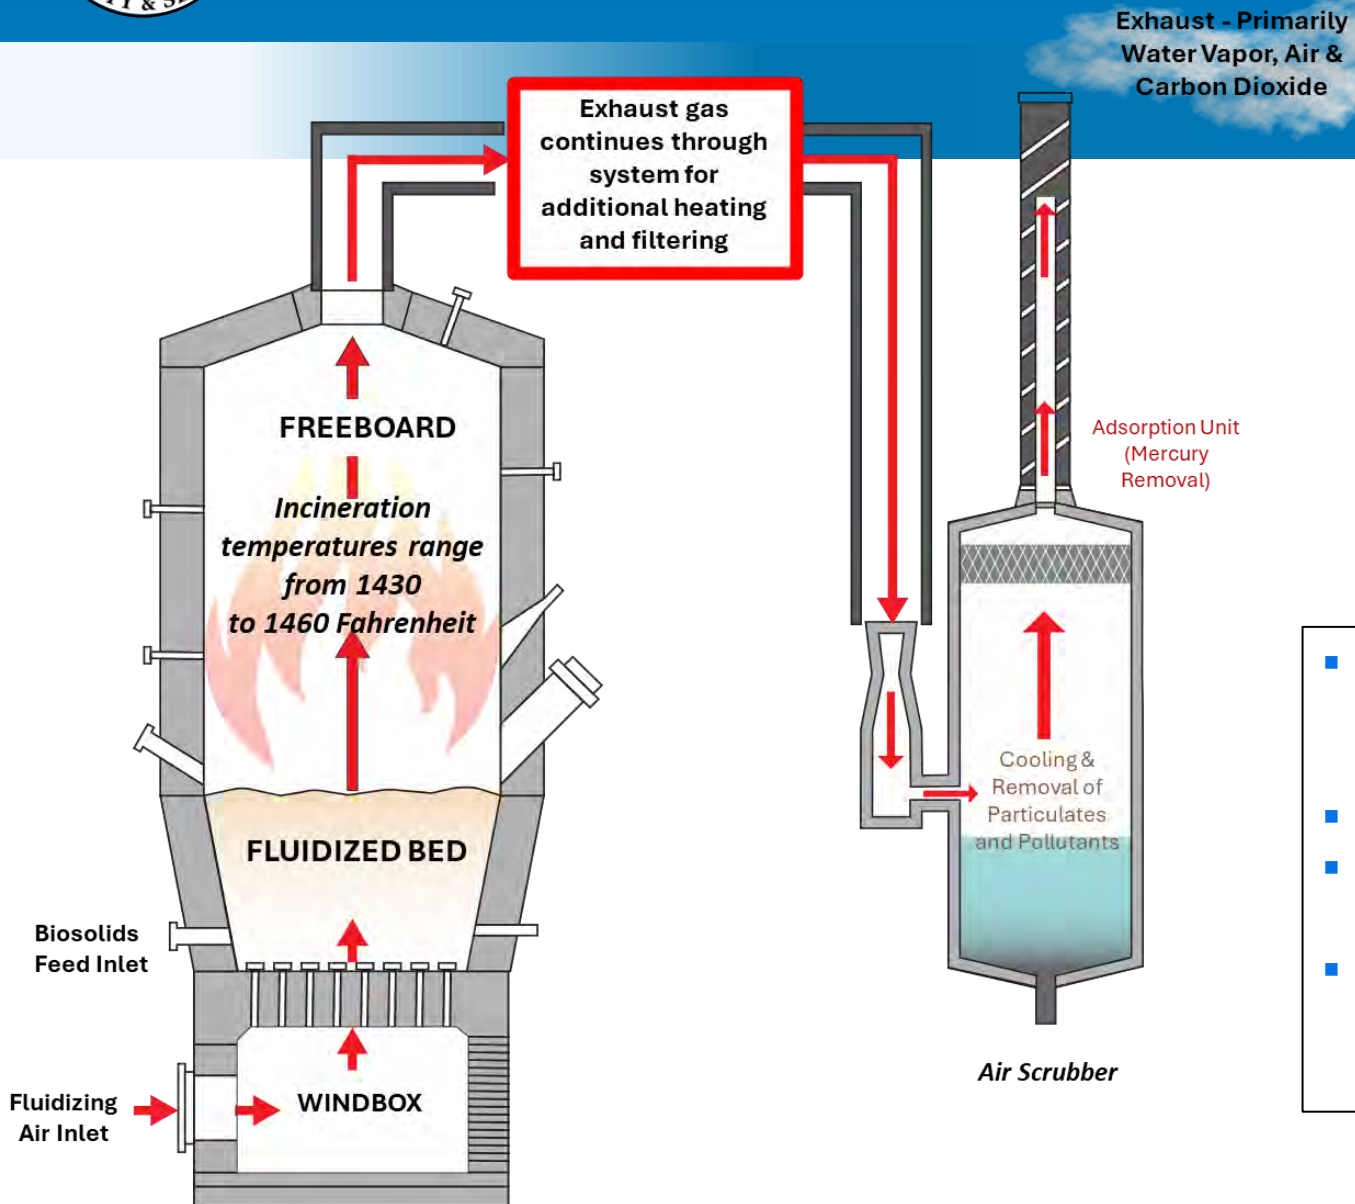 Exhaust - Primarily
Water Vapor, Air &
Carbon Dioxide
Exhaust gas
continues through
system for
additional heating
and filtering
FREEBOARD
Incineration
temperatures range
from 1430
to 1460 Fahrenheit
Adsorption Unit
(Mercury
Removal)
Cooling &
Removal of
Particulates
and Pollutants
FLUIDIZED BED
Biosolids
Feed Inlet
Air Scrubber
Fluidizing
Air Inlet
WINDBOX